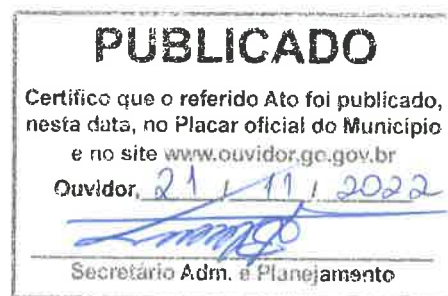 PUBLICADO
Certifico que o referido Ato foi publicado,
nesta data, no Placar oficial do Município
e no site www.ouvidor.go.gov.br
Ouvidor, 21 / 11 / 2022
Secretário Adm. e Planejamento